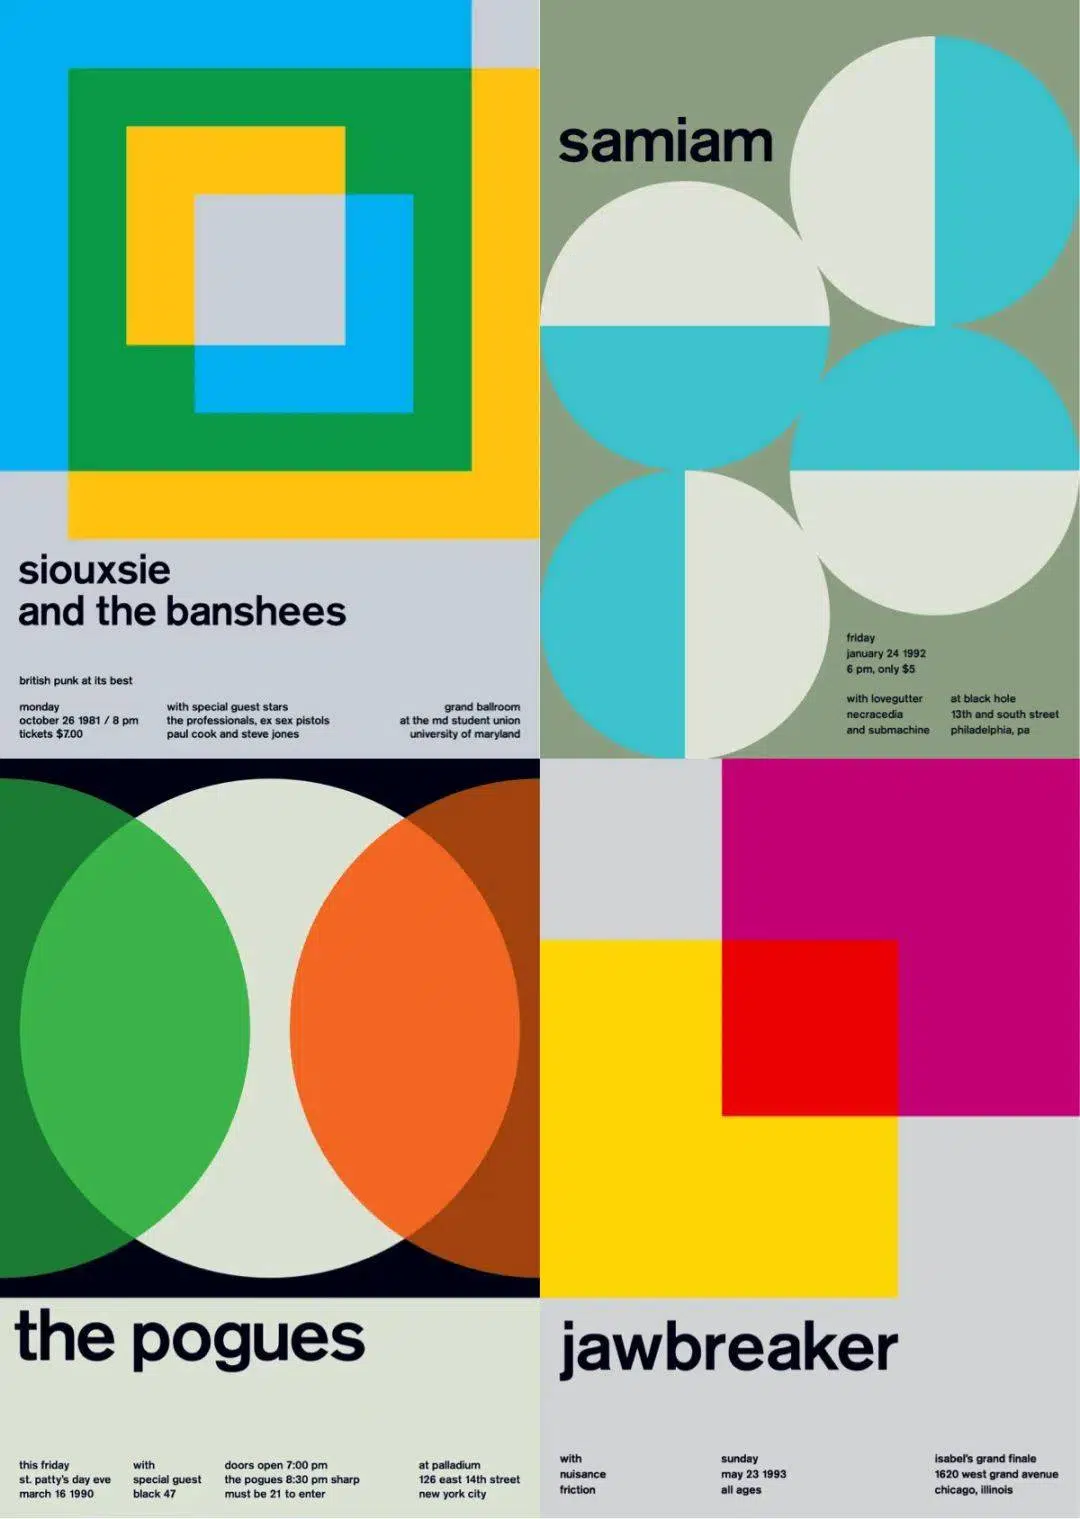 siouxsie
and the banshees
british punk at its best
monday
october 26 1981 / 8 pm
tickets $7.00
with special guest stars
the professionals, ex sex pistols
paul cook and steve jones
grand ballroom
at the md student union
university of maryland
samiam
friday
january 24 1992
6 pm, only $5
with lovegutter
necracedia
and submachine
at black hole
13th and south street
philadelphia, pa
the pogues
this friday
st. patty's day eve
march 16 1990
with
special guest
black 47
doors open 7:00 pm
the pogues 8:30 pm sharp
must be 21 to enter
at palladium
126 east 14th street
new york city
jawbreaker
with
nuisance
friction
sunday
may 23 1993
all ages
isabel's grand finale
1620 west grand avenue
chicago, illinois